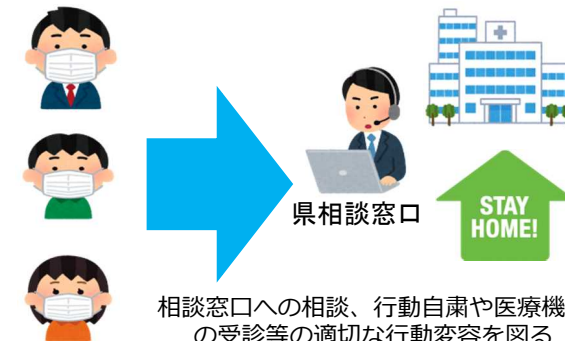 県相談窓口
STAY
HOME!
相談窓口への相談、行動自粛や医療機
の受診等の適切な行動変容を図る